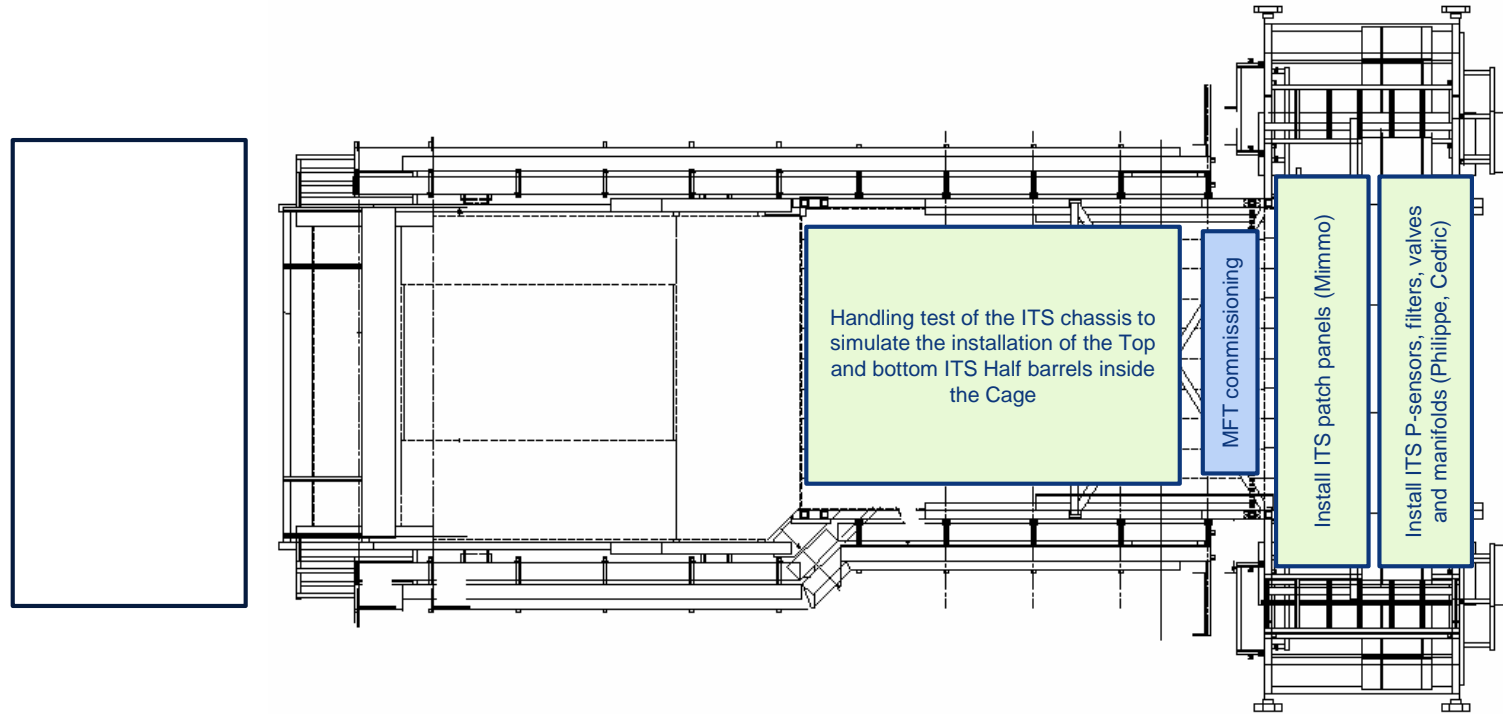 Handling test of the ITS chassis to
simulate the installation of the Top
and bottom ITS Half barrels inside
the Cage
MFT commissioning
Install ITS patch panels (Mimmo)
Install ITS P-sensors, filters, valves
and manifolds (Philippe, Cedric)